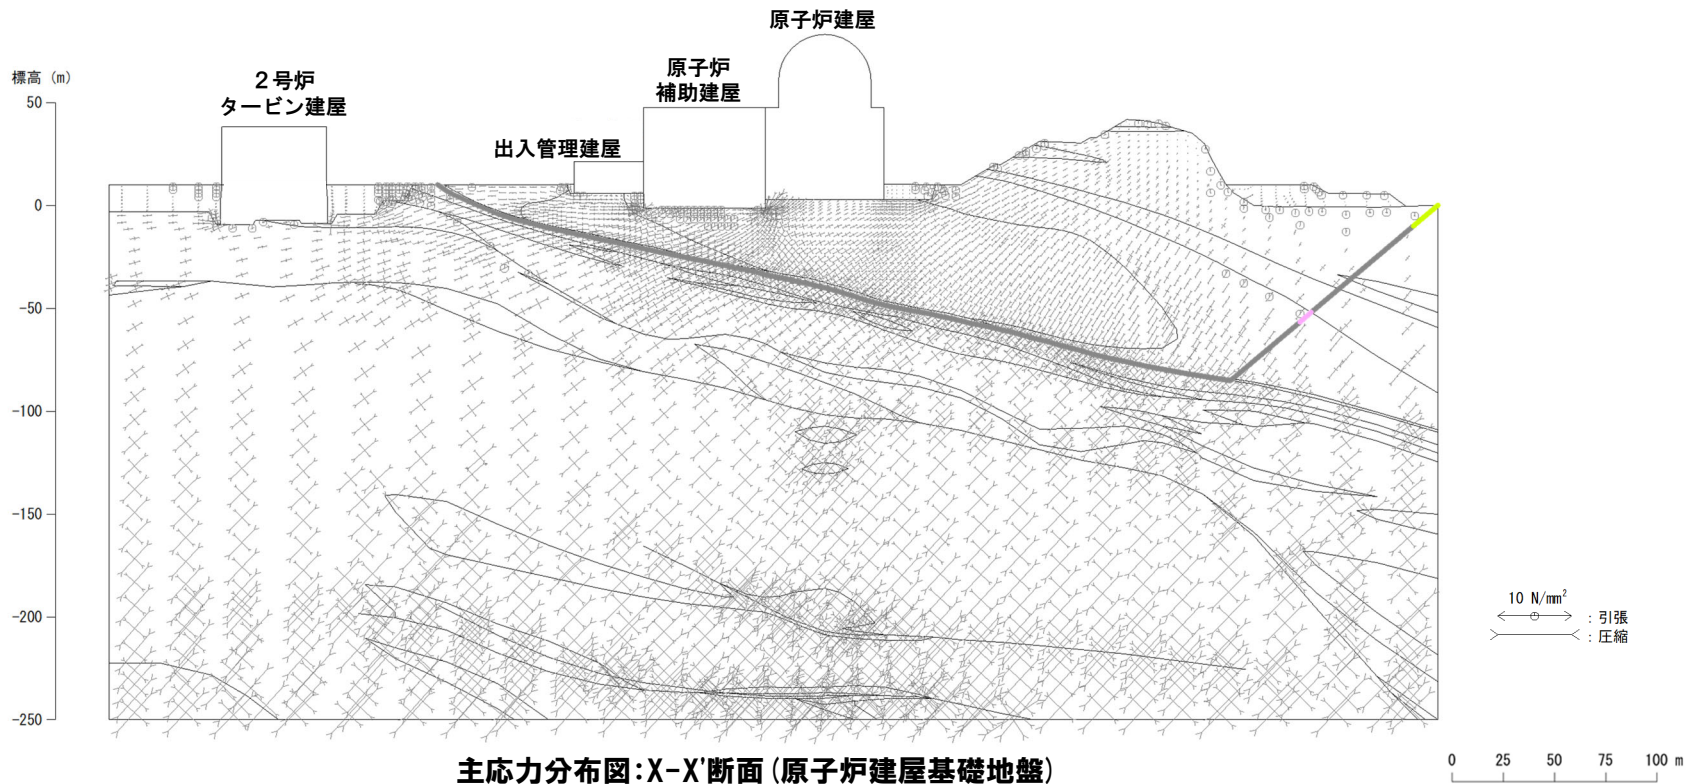 原子炉建屋
原子炉
補助建屋
２号炉
タービン建屋
出入管理建屋
標高（m）
50
0
-50
-100
-150
-200
-250
10 N/mm²
：引張
：圧縮
0 25 50 75 100 m
主応力分布図：X-X'断面（原子炉建屋基礎地盤）